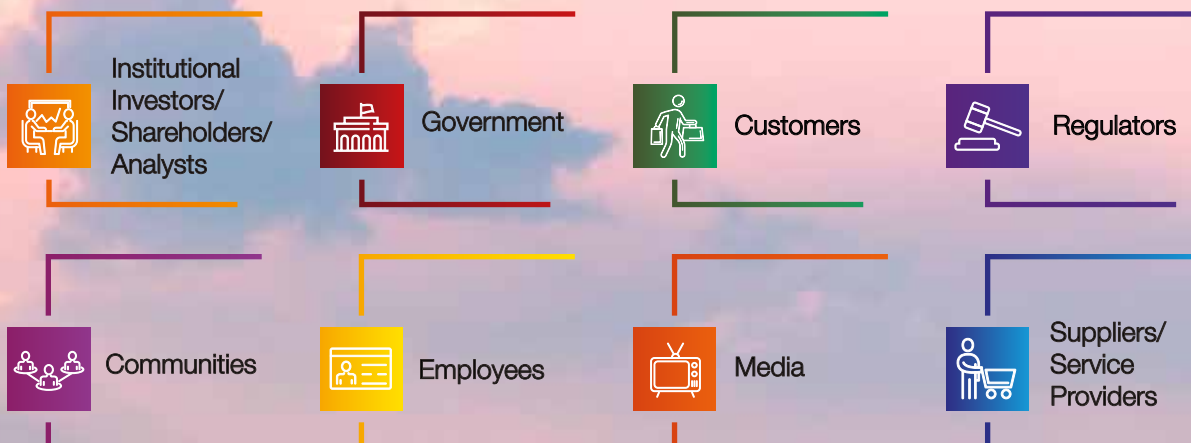 Institutional
Investors/
Shareholders/
Analysts
Government
Customers
Regulators
Communities
Employees
Media
Suppliers/
Service
Providers